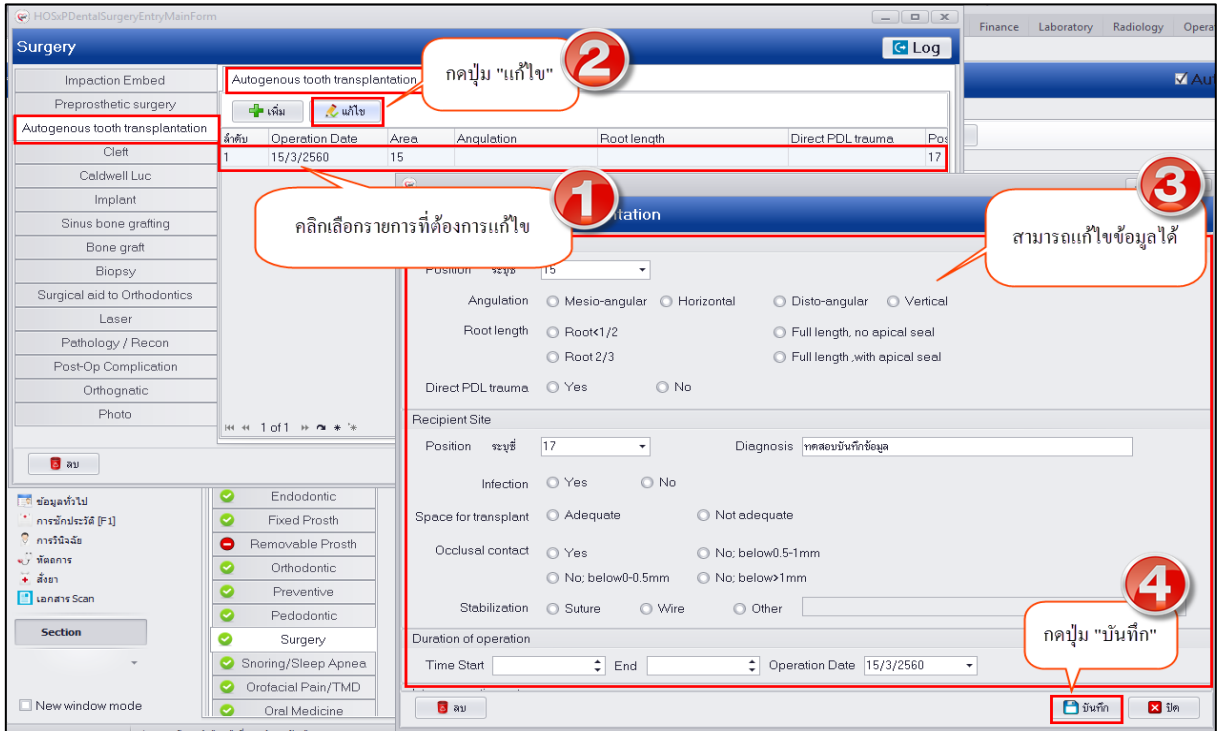 HOSxPDentalSurgeryEntryMainForm
Finance Laboratory Radiology
Surgery
Log
Impaction Embed
Preprosthetic surgery
Autogenous tooth transplantation
Cleft
Caldwell Luc
Implant
Sinus bone grafting
Bone graft
Biopsy
Surgical aid to Orthodontics
Laser
Pathology / Recon
Post-Op Complication
Orthognatic
Photo
ลบ
Autogenous tooth transplantation
เพิ่ม แก้ไข
ลำดับ Operation Date Area Angulation Root length Direct PDL trauma Pos
1 15/3/2560 15 17
1 of 1
กดปุ่ม "แก้ไข"
2
คลิกเลือกรายการที่ต้องการแก้ไข
1
ntation
3
สามารถแก้ไขข้อมูลได้
Position ระบุซี่ 15
Angulation Mesio-angular Horizontal Disto-angular Vertical
Root length Root<1/2 Full length, no apical seal
Root 2/3 Full length ,with apical seal
Direct PDL trauma Yes No
Recipient Site
Position ระบุซี่ 17 Diagnosis ทดสอบบันทึกข้อมูล
Infection Yes No
Space for transplant Adequate Not adequate
Occlusal contact Yes No; below0.5-1mm
No; below0-0.5mm No; below>1mm
Stabilization Suture Wire Other
Duration of operation
Time Start End Operation Date 15/3/2560
4
กดปุ่ม "บันทึก"
ลบ บันทึก ปิด
ข้อมูลทั่วไป
การซักประวัติ [F1]
การวินิจฉัย
หัตถการ
สั่งยา
เอกสาร Scan
Section
New window mode
Endodontic
Fixed Prosth
Removable Prosth
Orthodontic
Preventive
Pedodontic
Surgery
Snoring/Sleep Apnea
Orofacial Pain/TMD
Oral Medicine